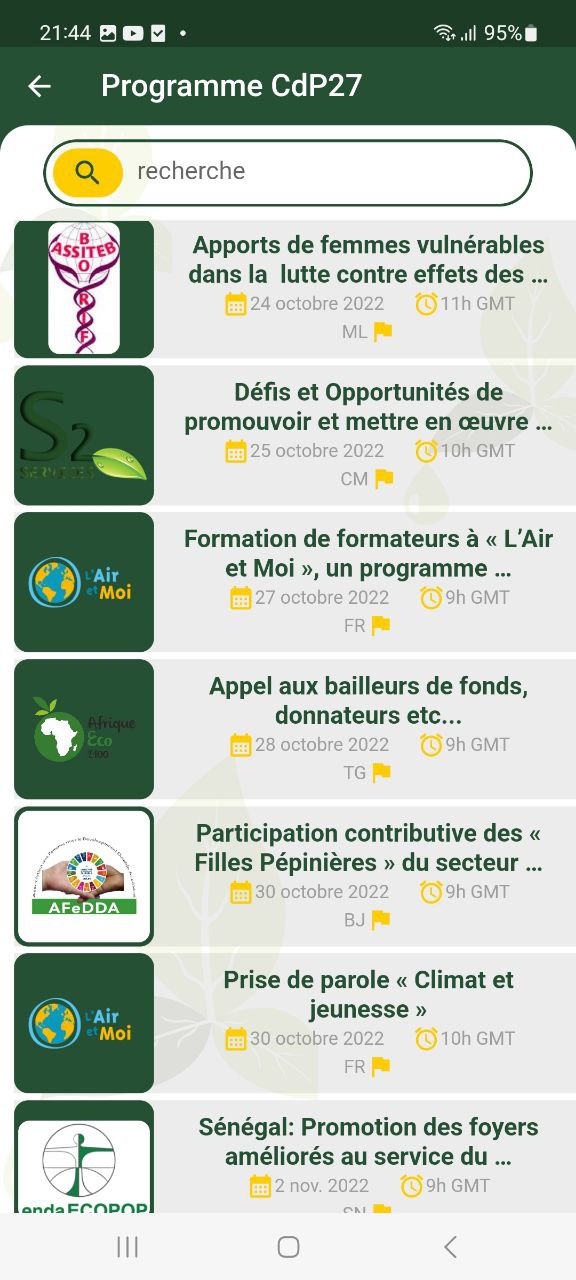 21:44
95%
Programme CdP27
recherche
BIO
ASSITEB
RIF
Apports de femmes vulnérables
dans la lutte contre effets des ...
24 octobre 2022 11h GMT
ML
S2
SERVICES
Défis et Opportunités de
promouvoir et mettre en œuvre ...
25 octobre 2022 10h GMT
CM
L'Air
et Moi
Formation de formateurs à « L’Air
et Moi », un programme ...
27 octobre 2022 9h GMT
FR
Afrique
Eco
2100
Appel aux bailleurs de fonds,
donnateurs etc...
28 octobre 2022 9h GMT
TG
AFeDDA
Participation contributive des «
Filles Pépinières » du secteur ...
30 octobre 2022 9h GMT
BJ
L'Air
et Moi
Prise de parole « Climat et
jeunesse »
30 octobre 2022 10h GMT
FR
enda ECOPOP
Sénégal: Promotion des foyers
améliorés au service du ...
2 nov. 2022 9h GMT
SN